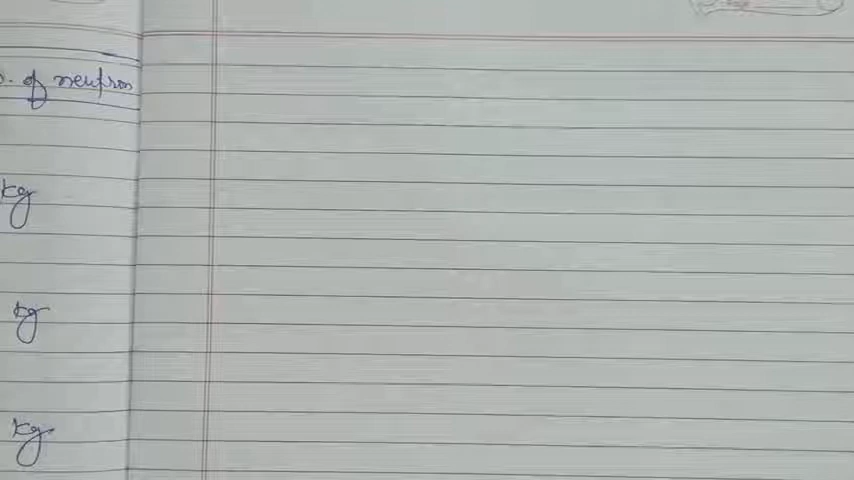 . of neutron
kg
kg
kg